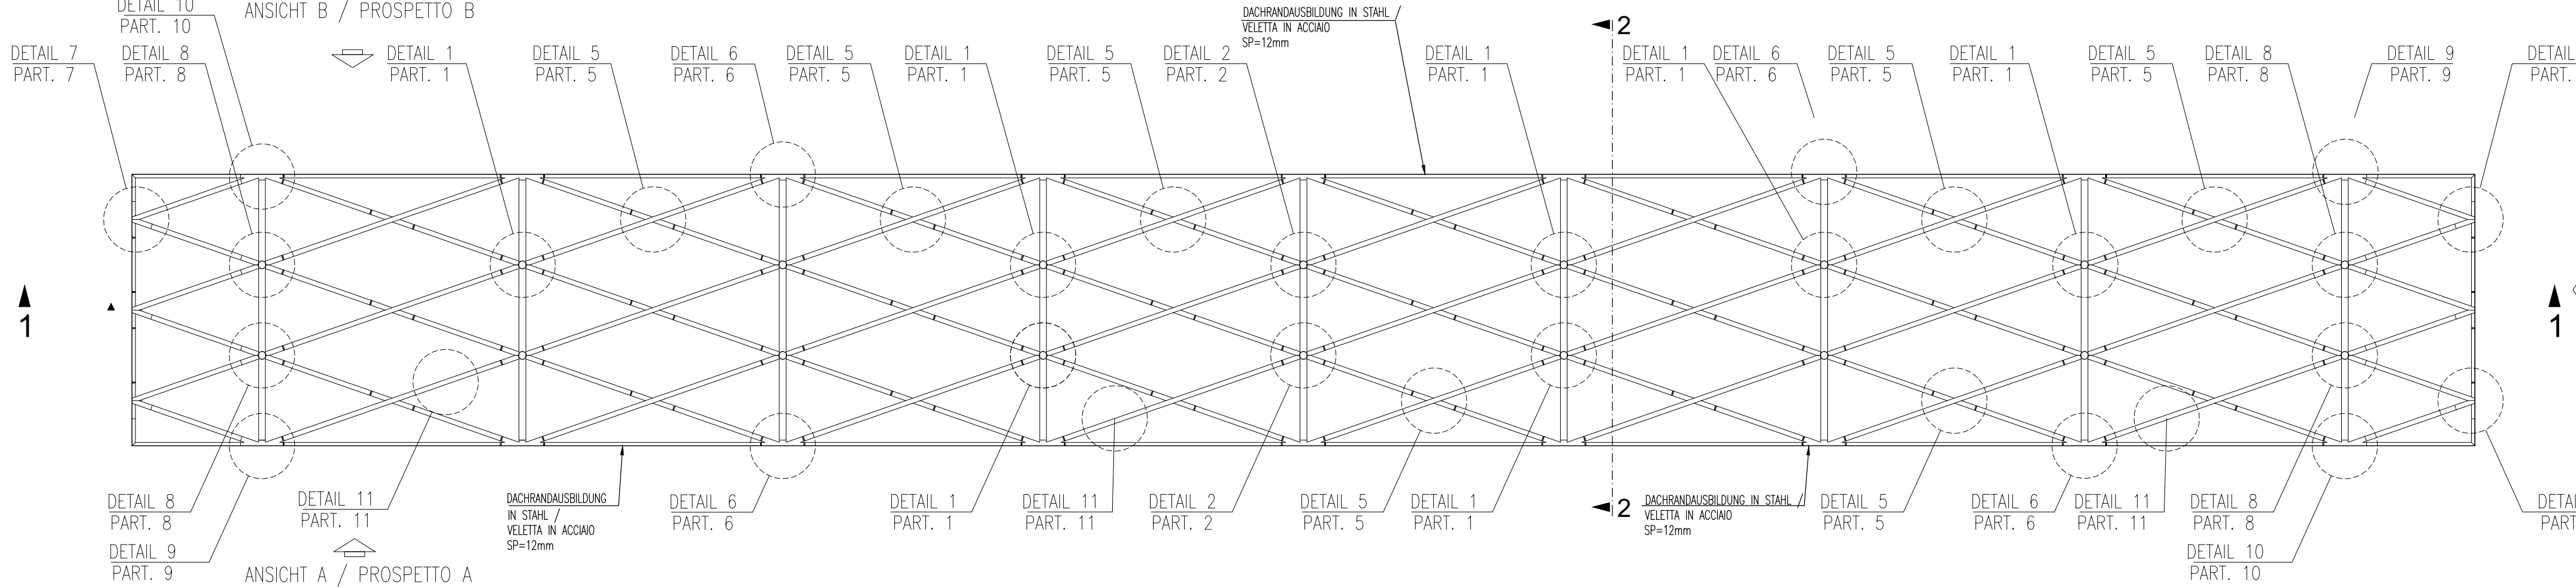 DETAIL 10
PART. 10
ANSICHT B / PROSPETTO B
DACHRANDAUSBILDUNG IN STAHL /
VELETTA IN ACCIAIO
SP=12mm
2
DETAIL 7
PART. 7
DETAIL 8
PART. 8
DETAIL 1
PART. 1
DETAIL 5
PART. 5
DETAIL 6
PART. 6
DETAIL 5
PART. 5
DETAIL 1
PART. 1
DETAIL 5
PART. 5
DETAIL 2
PART. 2
DETAIL 1
PART. 1
DETAIL 1
PART. 1
DETAIL 6
PART. 6
DETAIL 5
PART. 5
DETAIL 1
PART. 1
DETAIL 5
PART. 5
DETAIL 8
PART. 8
DETAIL 9
PART. 9
DETAIL
PART.
1
1
DETAIL 8
PART. 8
DETAIL 9
PART. 9
DETAIL 11
PART. 11
ANSICHT A / PROSPETTO A
DACHRANDAUSBILDUNG
IN STAHL /
VELETTA IN ACCIAIO
SP=12mm
DETAIL 6
PART. 6
DETAIL 1
PART. 1
DETAIL 11
PART. 11
DETAIL 2
PART. 2
DETAIL 5
PART. 5
DETAIL 1
PART. 1
2
DACHRANDAUSBILDUNG IN STAHL /
VELETTA IN ACCIAIO
SP=12mm
DETAIL 5
PART. 5
DETAIL 6
PART. 6
DETAIL 11
PART. 11
DETAIL 8
PART. 8
DETAIL 10
PART. 10
DETAIL
PART.